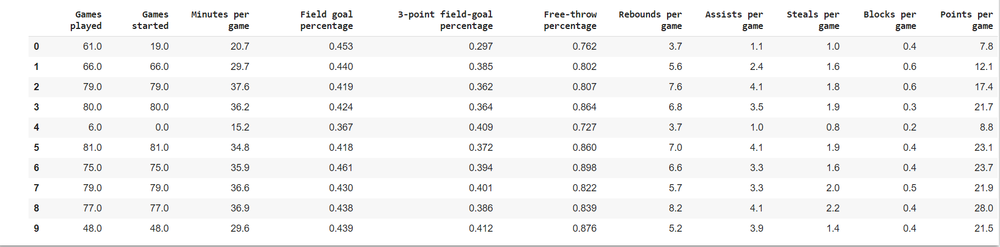 Games Games Minutes per Field goal 3-point field-goal Free-throw Rebounds per Assists per Steals per Blocks per Points per
played started game percentage percentage percentage game game game game game
0 61.0 19.0 20.7 0.453 0.297 0.762 3.7 1.1 1.0 0.4 7.8
1 66.0 66.0 29.7 0.440 0.385 0.802 5.6 2.4 1.6 0.6 12.1
2 79.0 79.0 37.6 0.419 0.362 0.807 7.6 4.1 1.8 0.6 17.4
3 80.0 80.0 36.2 0.424 0.364 0.864 6.8 3.5 1.9 0.3 21.7
4 6.0 0.0 15.2 0.367 0.409 0.727 3.7 1.0 0.8 0.2 8.8
5 81.0 81.0 34.8 0.418 0.372 0.860 7.0 4.1 1.9 0.4 23.1
6 75.0 75.0 35.9 0.461 0.394 0.898 6.6 3.3 1.6 0.4 23.7
7 79.0 79.0 36.6 0.430 0.401 0.822 5.7 3.3 2.0 0.5 21.9
8 77.0 77.0 36.9 0.438 0.386 0.839 8.2 4.1 2.2 0.4 28.0
9 48.0 48.0 29.6 0.439 0.412 0.876 5.2 3.9 1.4 0.4 21.5